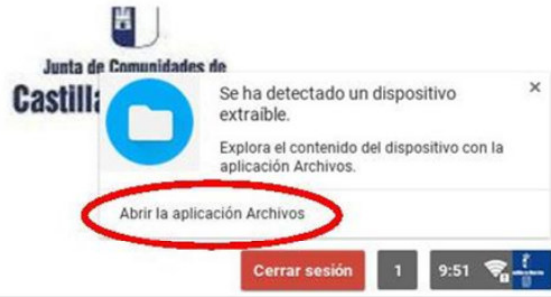 Junta de Comunidades de
Castill
Se ha detectado un dispositivo
extraíble.
Explora el contenido del dispositivo con la
aplicación Archivos.
Abrir la aplicación Archivos
Cerrar sesión 1 9:51